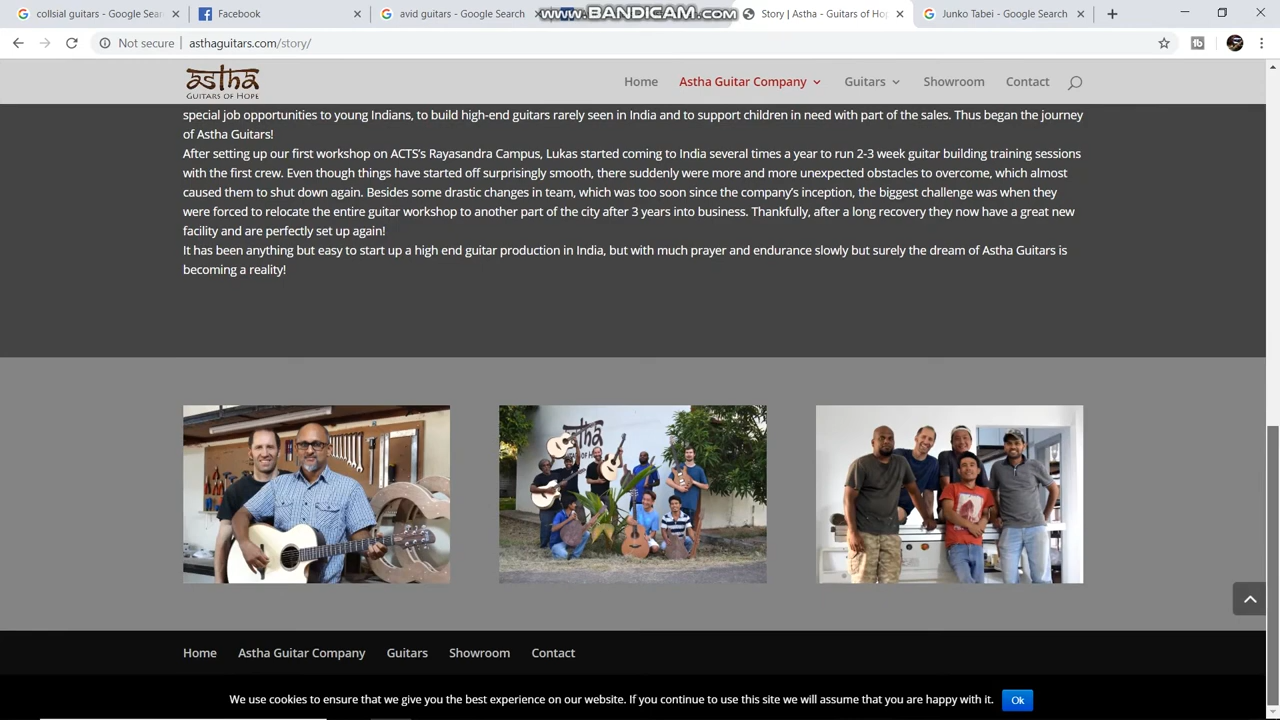 collsial guitars - Google Sear
Facebook
avid guitars - Google Search
www.BANDICAM.com
Story | Astha - Guitars of Ho
Junko Tabei - Google Search
Not secure
asthaguitars.com/story/
astha
GUITARS OF HOPE
Home
Astha Guitar Company
Guitars
Showroom
Contact
special job opportunities to young Indians, to build high-end guitars rarely seen in India and to support children in need with part of the sales. Thus began the journey
of Astha Guitars!
After setting up our first workshop on ACTS's Rayasandra Campus, Lukas started coming to India several times a year to run 2-3 week guitar building training sessions
with the first crew. Even though things have started off surprisingly smooth, there suddenly were more and more unexpected obstacles to overcome, which almost
caused them to shut down again. Besides some drastic changes in team, which was too soon since the company's inception, the biggest challenge was when they
were forced to relocate the entire guitar workshop to another part of the city after 3 years into business. Thankfully, after a long recovery they now have a great new
facility and are perfectly set up again!
It has been anything but easy to start up a high end guitar production in India, but with much prayer and endurance slowly but surely the dream of Astha Guitars is
becoming a reality!
astha
Home
Astha Guitar Company
Guitars
Showroom
Contact
We use cookies to ensure that we give you the best experience on our website. If you continue to use this site we will assume that you are happy with it.
Ok